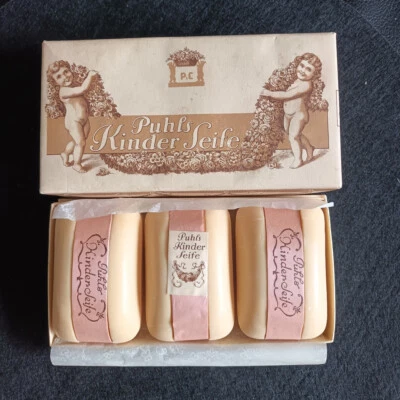 P.C
Puhls
Kinder Seife
Puhls
Kinderseife
Puhls
Kinder
Seife
Puhls
Kinderseife